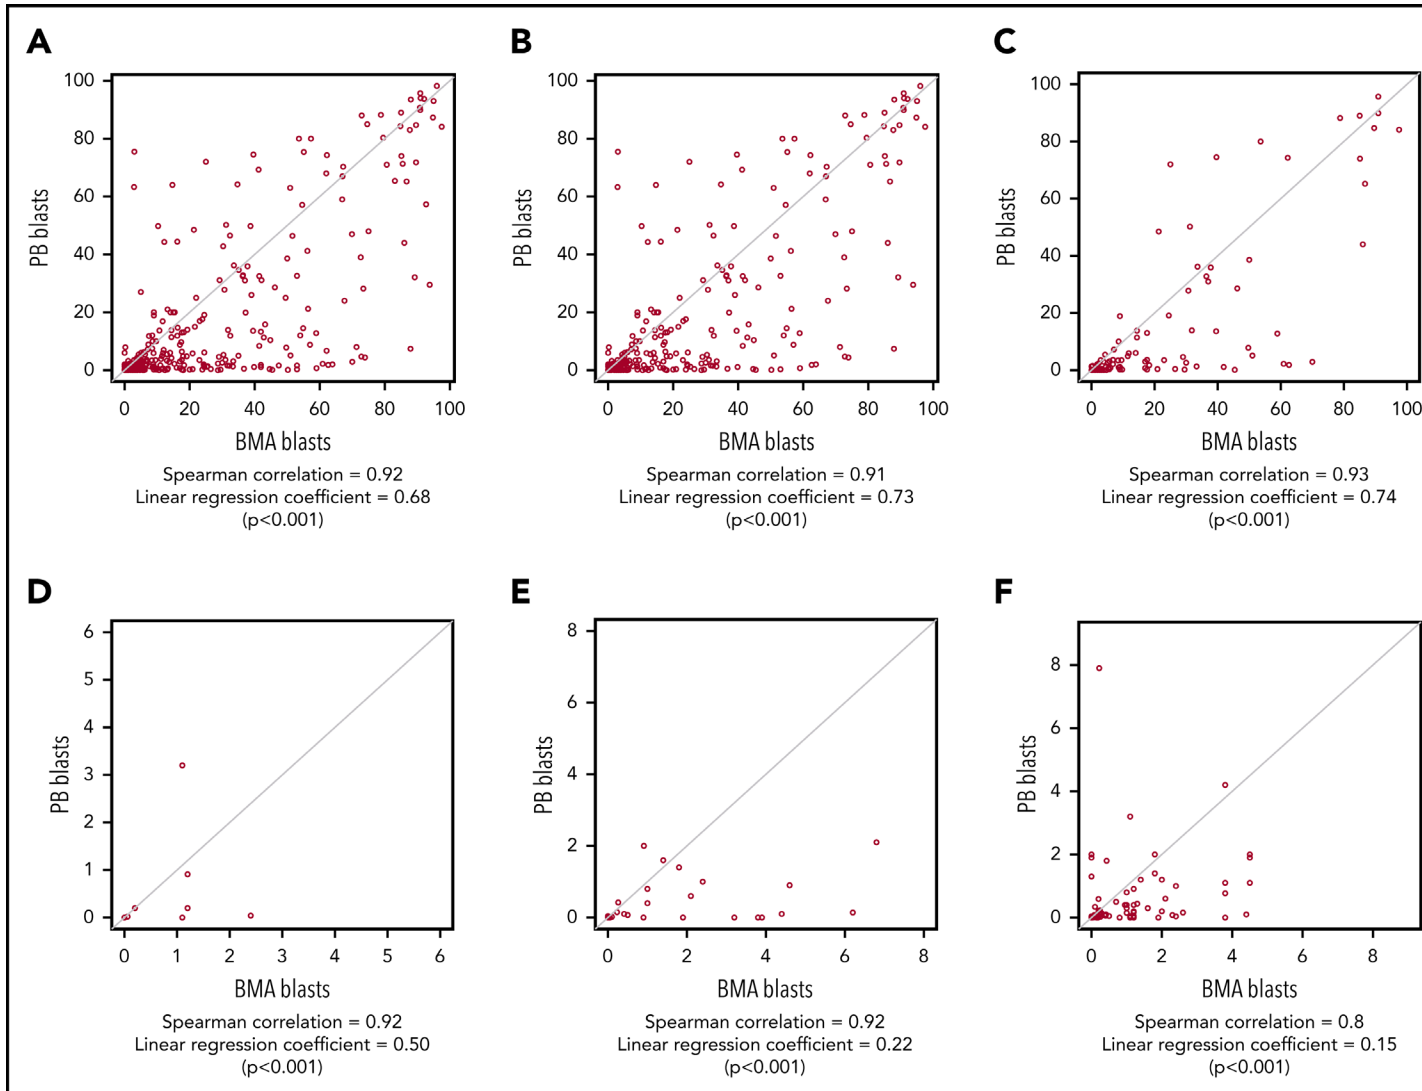 A
B
C
100
80
60
40
20
0
PB blasts
0 20 40 60 80 100
BMA blasts
Spearman correlation = 0.92
Linear regression coefficient = 0.68
(p<0.001)
100
80
60
40
20
0
PB blasts
0 20 40 60 80 100
BMA blasts
Spearman correlation = 0.91
Linear regression coefficient = 0.73
(p<0.001)
100
80
60
40
20
0
PB blasts
0 20 40 60 80 100
BMA blasts
Spearman correlation = 0.93
Linear regression coefficient = 0.74
(p<0.001)
D
E
F
6
5
4
3
2
1
0
PB blasts
0 1 2 3 4 5 6
BMA blasts
Spearman correlation = 0.92
Linear regression coefficient = 0.50
(p<0.001)
8
6
4
2
0
PB blasts
0 2 4 6 8
BMA blasts
Spearman correlation = 0.92
Linear regression coefficient = 0.22
(p<0.001)
8
6
4
2
0
PB blasts
0 2 4 6 8
BMA blasts
Spearman correlation = 0.8
Linear regression coefficient = 0.15
(p<0.001)